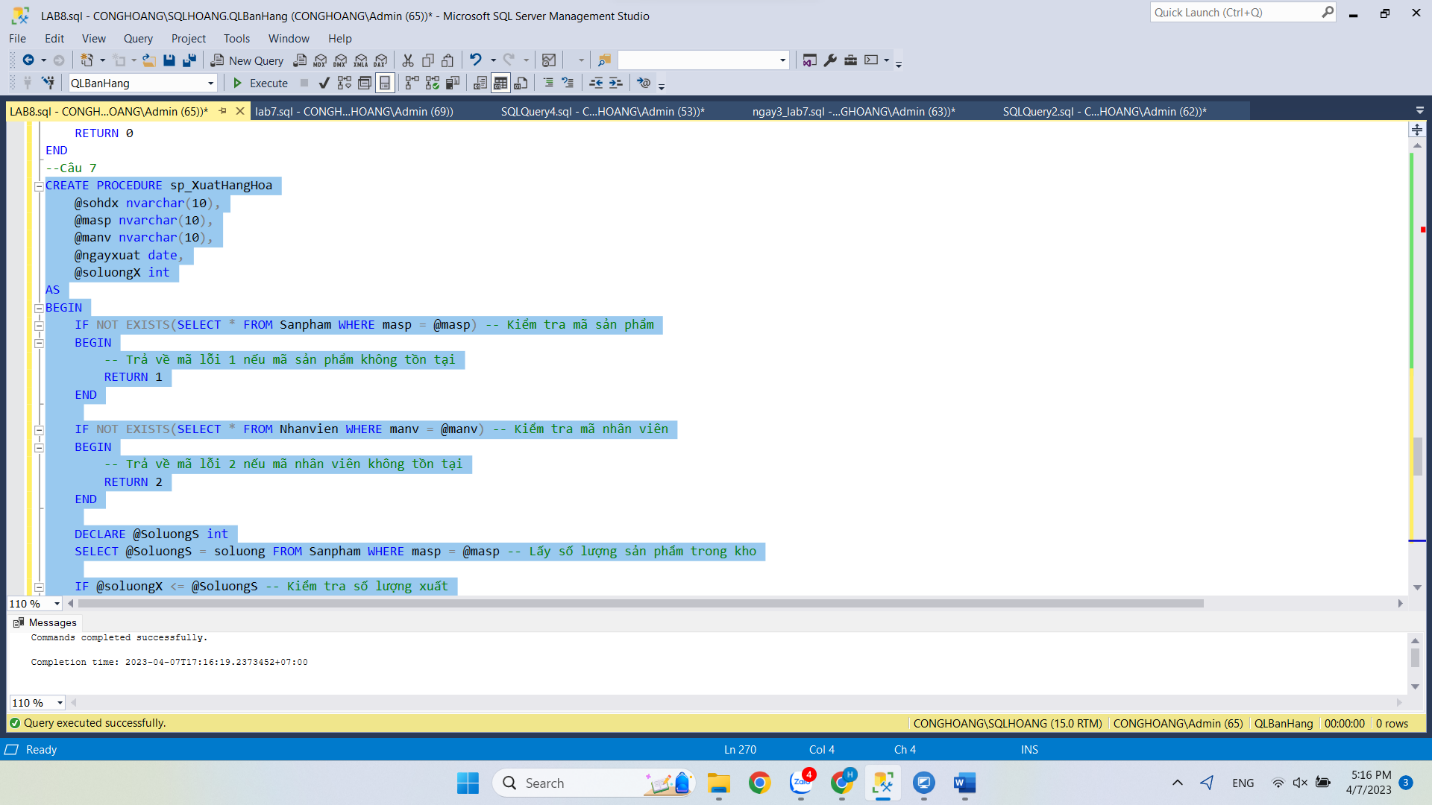 LAB8.sql - CONGHOANG\SQLHOANG.QLBanHang (CONGHOANG\Admin (65))* - Microsoft SQL Server Management Studio
Quick Launch (Ctrl+Q)
File Edit View Query Project Tools Window Help
New Query
QLBanHang
Execute
LAB8.sql - CONGH...OANG\Admin (65))*
lab7.sql - CONGH...HOANG\Admin (69))
SQLQuery4.sql - C...HOANG\Admin (53))*
ngay3_lab7.sql -...GHOANG\Admin (63))*
SQLQuery2.sql - C...HOANG\Admin (62))*
RETURN 0
END
--Câu 7
CREATE PROCEDURE sp_XuatHangHoa
@sohdx nvarchar(10),
@masp nvarchar(10),
@manv nvarchar(10),
@ngayxuat date,
@soluongX int
AS
BEGIN
IF NOT EXISTS(SELECT * FROM Sanpham WHERE masp = @masp) -- Kiểm tra mã sản phẩm
BEGIN
-- Trả về mã lỗi 1 nếu mã sản phẩm không tồn tại
RETURN 1
END
IF NOT EXISTS(SELECT * FROM Nhanvien WHERE manv = @manv) -- Kiểm tra mã nhân viên
BEGIN
-- Trả về mã lỗi 2 nếu mã nhân viên không tồn tại
RETURN 2
END
DECLARE @SoluongS int
SELECT @SoluongS = soluong FROM Sanpham WHERE masp = @masp -- Lấy số lượng sản phẩm trong kho
IF @soluongX <= @SoluongS -- Kiểm tra số lượng xuất
110 %
Messages
Commands completed successfully.
Completion time: 2023-04-07T17:16:19.2373452+07:00
110 %
Query executed successfully.
CONGHOANG\SQLHOANG (15.0 RTM) CONGHOANG\Admin (65) QLBanHang 00:00:00 0 rows
Ready
Ln 270 Col 4 Ch 4 INS
Search
4
H
ENG
5:16 PM
4/7/2023
3